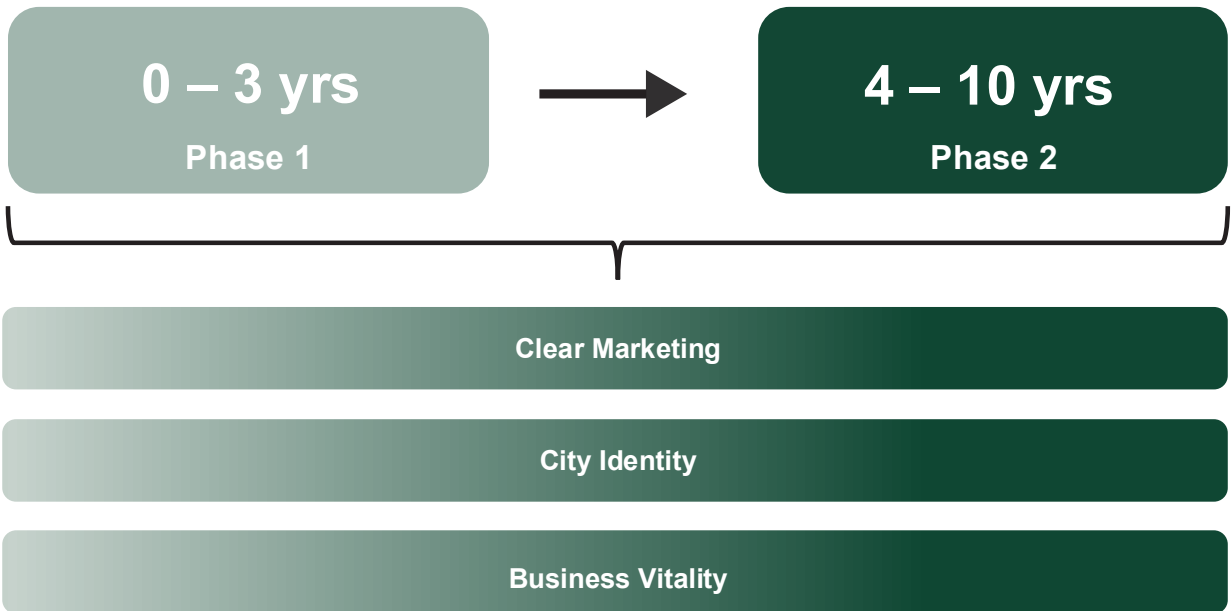 0 – 3 yrs
Phase 1
4 – 10 yrs
Phase 2
Clear Marketing
City Identity
Business Vitality